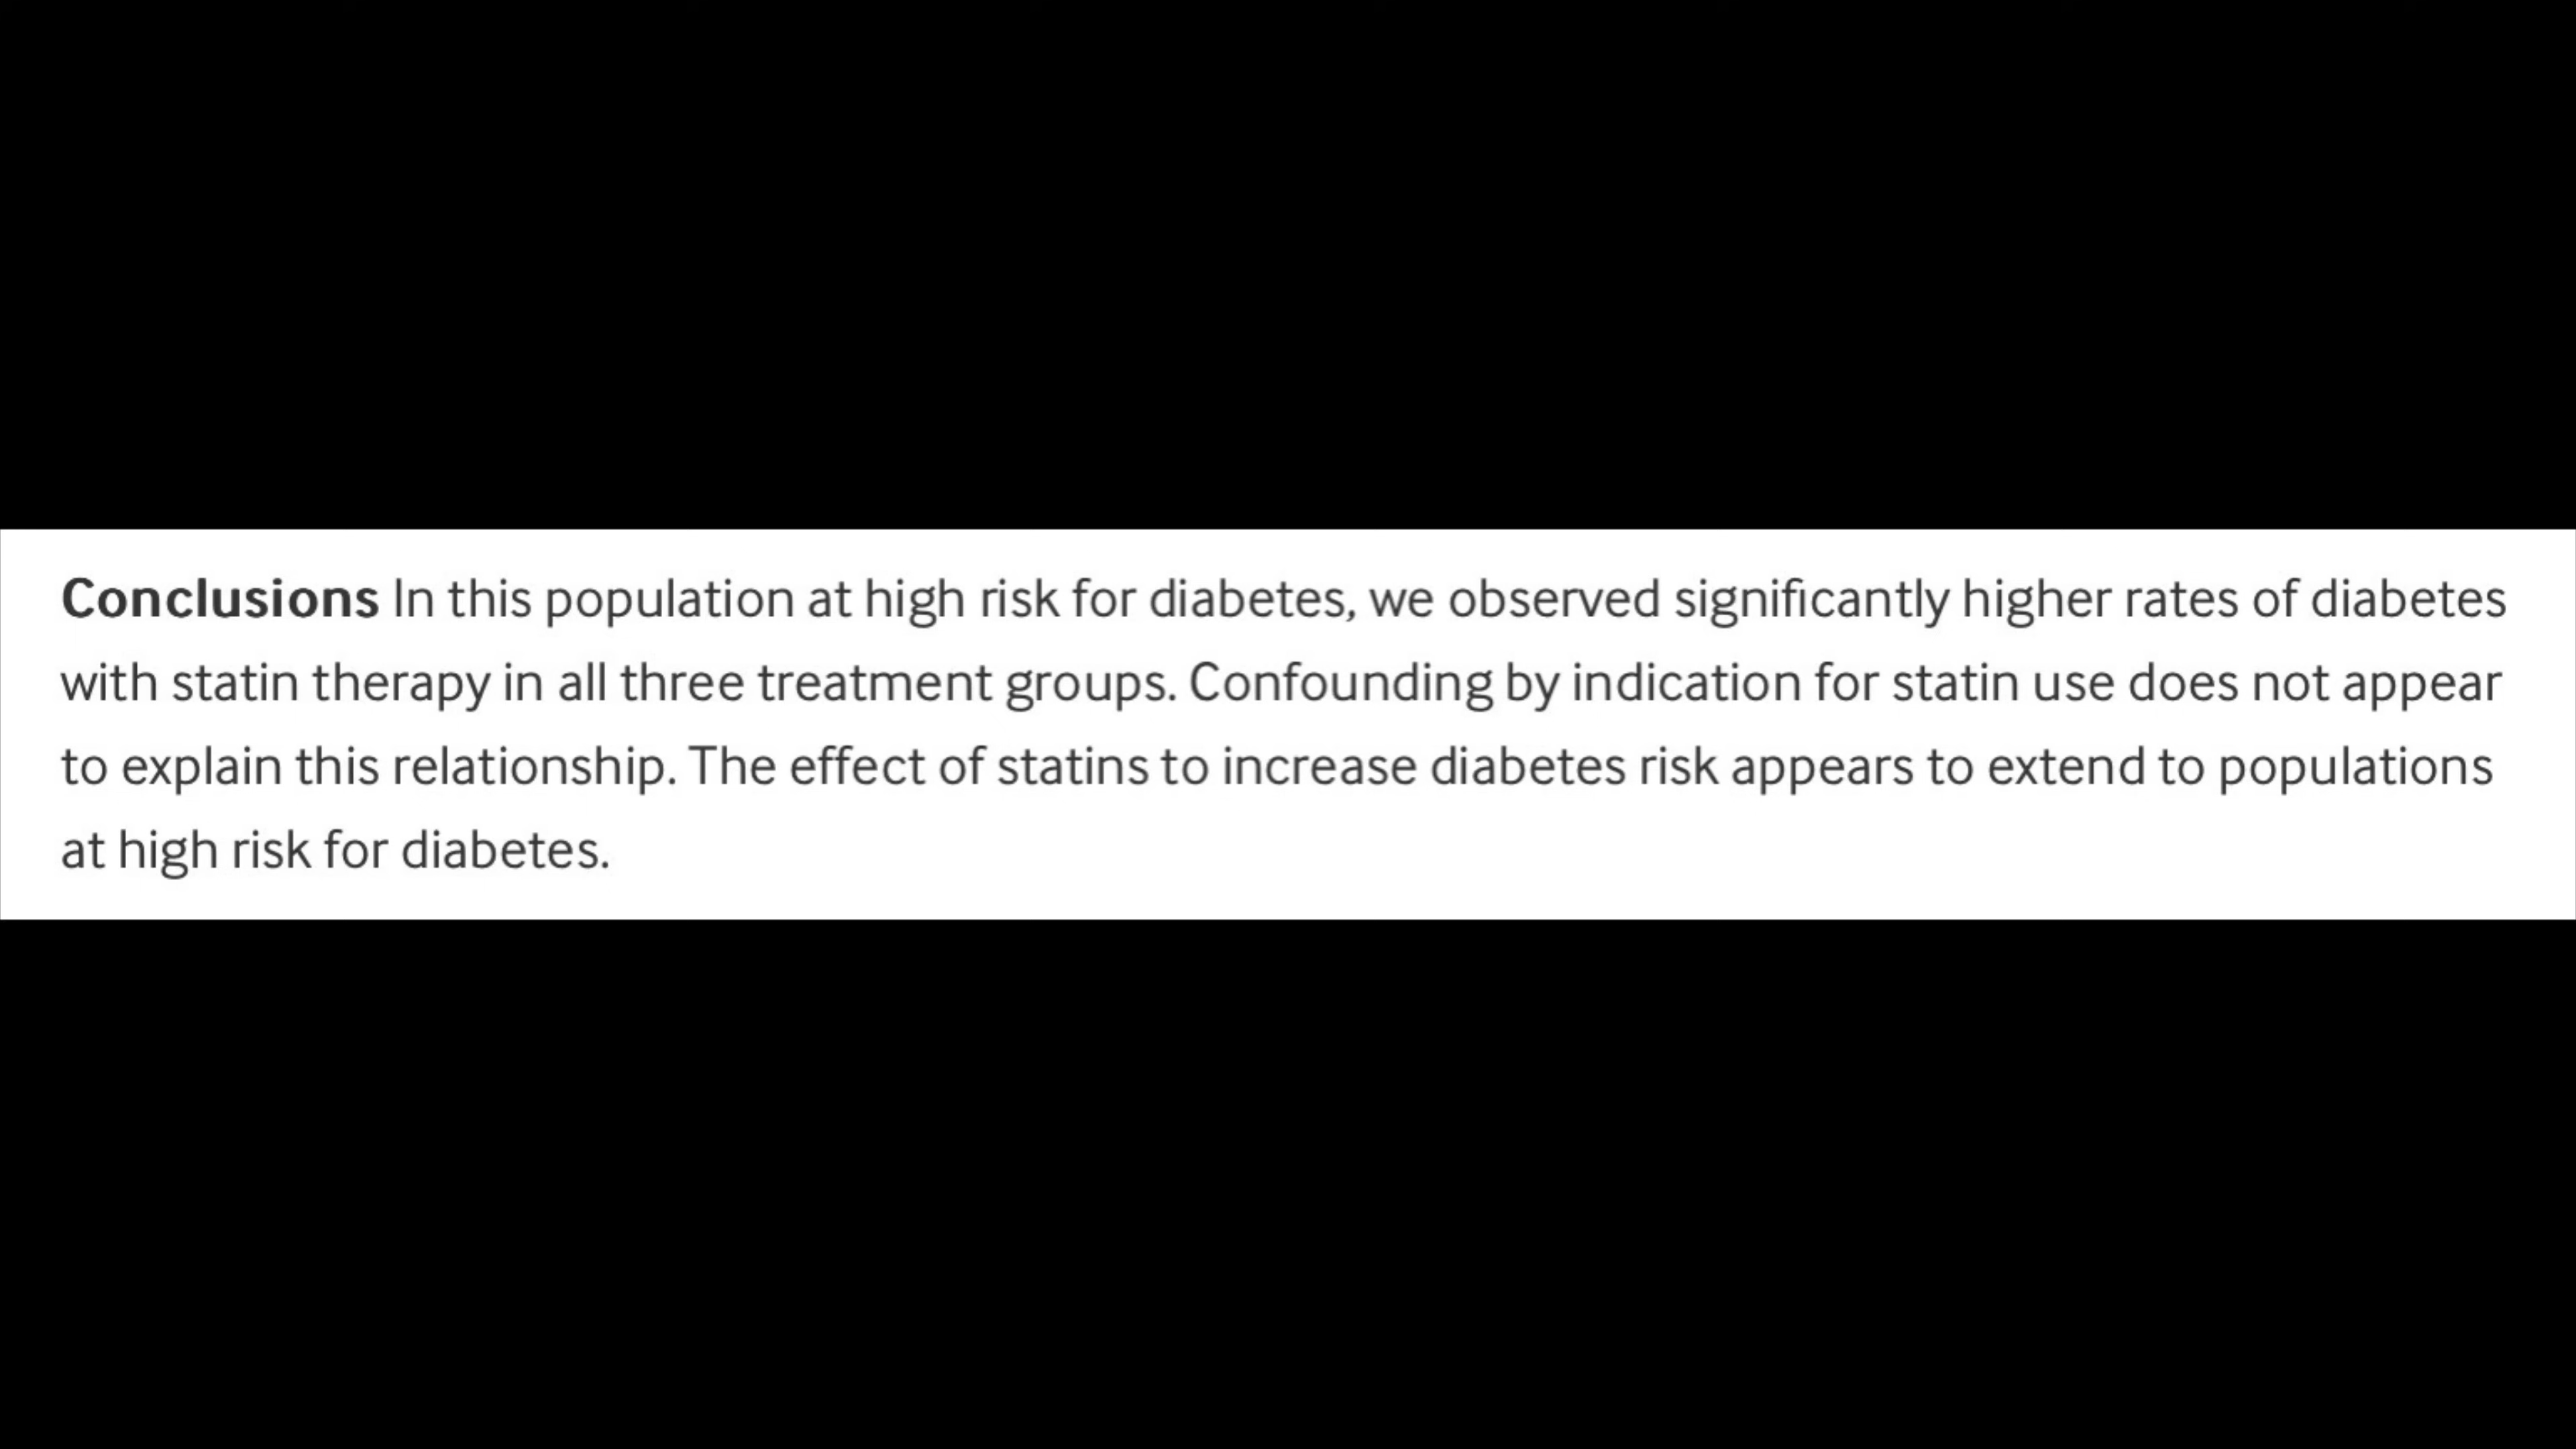 Conclusions In this population at high risk for diabetes, we observed significantly higher rates of diabetes
with statin therapy in all three treatment groups. Confounding by indication for statin use does not appear
to explain this relationship. The effect of statins to increase diabetes risk appears to extend to populations
at high risk for diabetes.